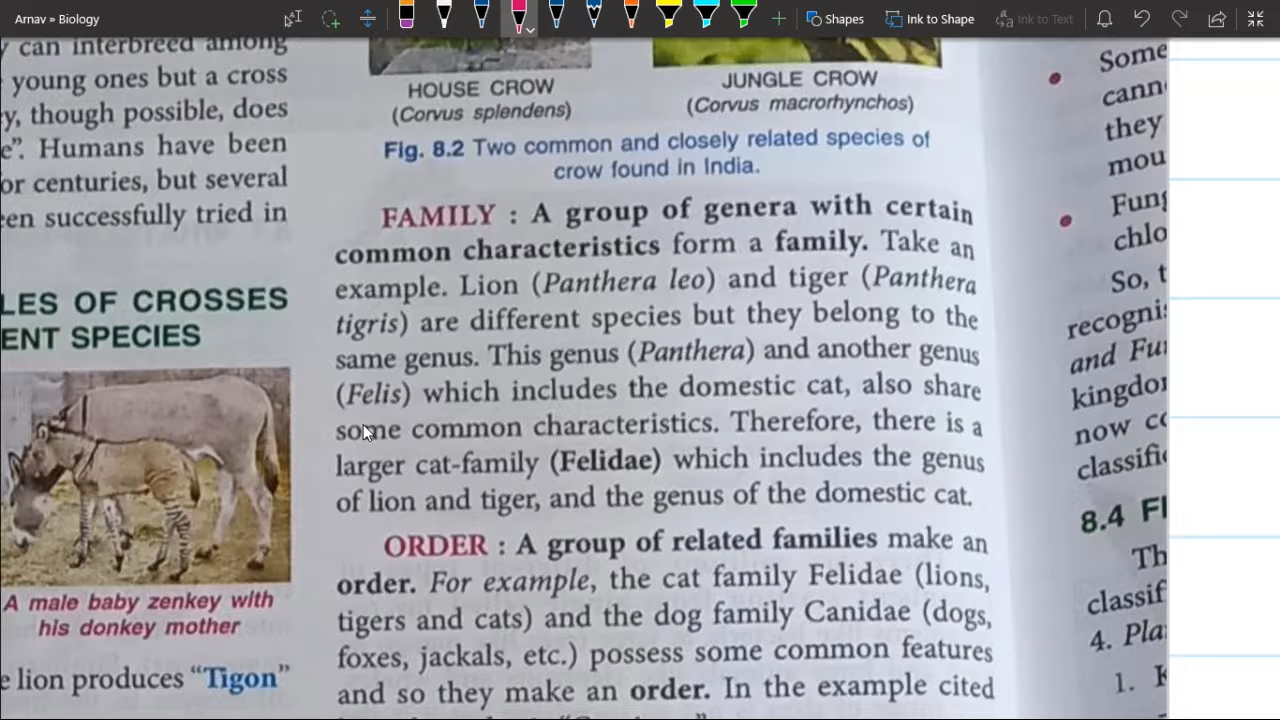 Arnav » Biology
Shapes
Ink to Shape
Ink to Text
can interbreed among
young ones but a cross
y, though possible, does
e”. Humans have been
or centuries, but several
een successfully tried in
LES OF CROSSES
ENT SPECIES
A male baby zenkey with
his donkey mother
e lion produces “Tigon”
HOUSE CROW
(Corvus splendens)
JUNGLE CROW
(Corvus macrorhynchos)
Fig. 8.2 Two common and closely related species of
crow found in India.
FAMILY : A group of genera with certain
common characteristics form a family. Take an
example. Lion (Panthera leo) and tiger (Panthera
tigris) are different species but they belong to the
same genus. This genus (Panthera) and another genus
(Felis) which includes the domestic cat, also share
some common characteristics. Therefore, there is a
larger cat-family (Felidae) which includes the genus
of lion and tiger, and the genus of the domestic cat.
ORDER : A group of related families make an
order. For example, the cat family Felidae (lions,
tigers and cats) and the dog family Canidae (dogs,
foxes, jackals, etc.) possess some common features
and so they make an order. In the example cited
Some
cann
they
mou
Fung
chlo
So, t
recogni
and Fu
kingdo
now c
classifi
8.4 F
Th
classif
4. Pla
1. K